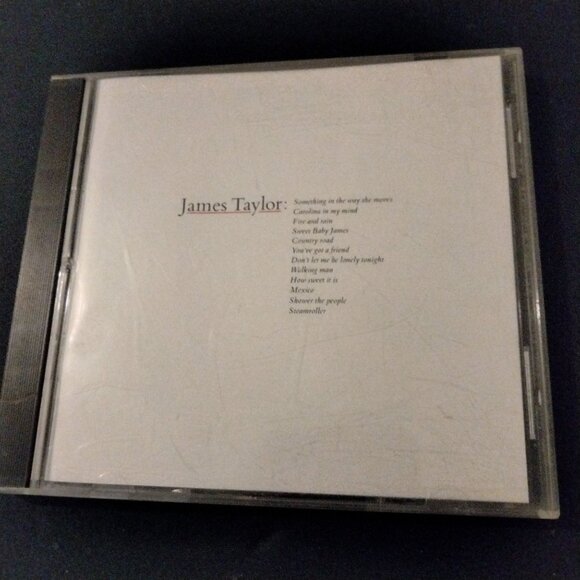 James Taylor:
Something in the way she moves
Carolina in my mind
Fire and rain
Sweet Baby James
Country road
You've got a friend
Don't let me be lonely tonight
Walking man
How sweet it is
Mexico
Shower the people
Steamroller